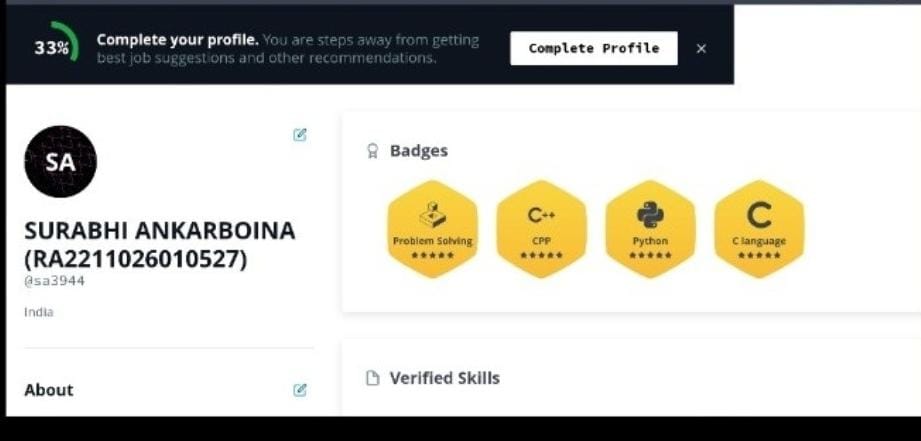 33%
Complete your profile. You are steps away from getting
best job suggestions and other recommendations.
Complete Profile
SA
SURABHI ANKARBOINA
(RA2211026010527)
@sa3944
India
About
Badges
Problem Solving
C++
CPP
Python
C
C language
Verified Skills